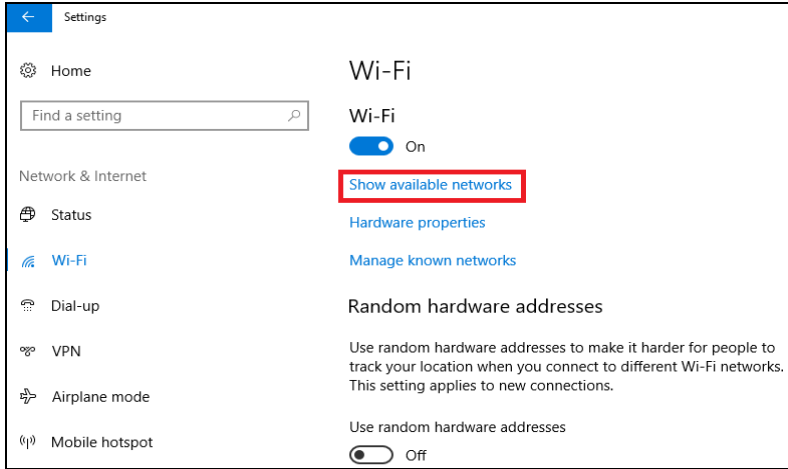 Settings
Home
Find a setting
Network & Internet
Status
Wi-Fi
Dial-up
VPN
Airplane mode
Mobile hotspot
Wi-Fi
Wi-Fi
On
Show available networks
Hardware properties
Manage known networks
Random hardware addresses
Use random hardware addresses to make it harder for people to
track your location when you connect to different Wi-Fi networks.
This setting applies to new connections.
Use random hardware addresses
Off